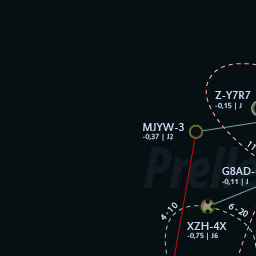 Z-Y7R7
-0,15 | J
MJYW-3
-0,37 | J2
11
G8AD-
-0,11 | J
4 - 10
6 - 20
XZH-4X
-0,75 | J6